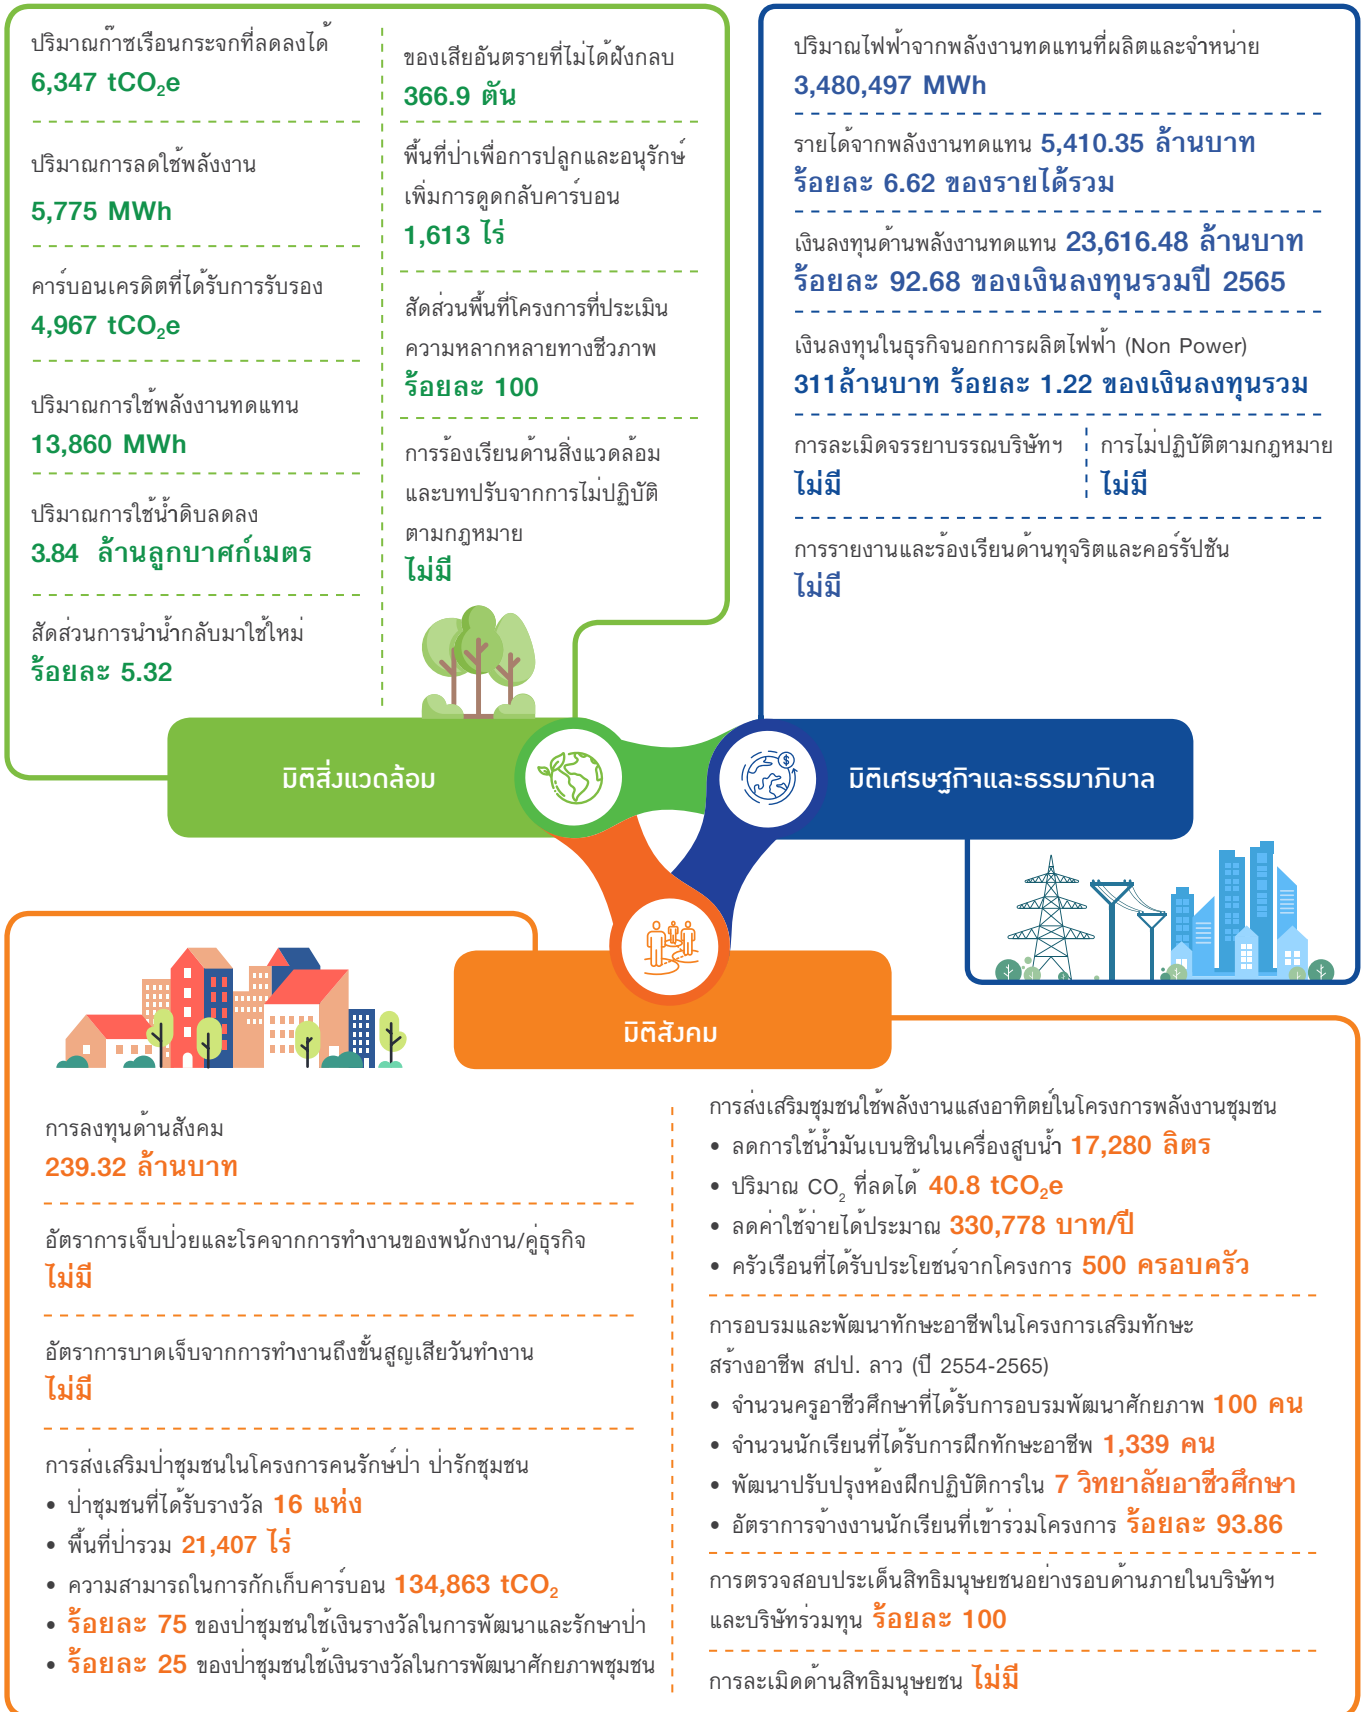 ปริมาณก๊าซเรือนกระจกที่ลดลงได้
6,347 tCO₂e
ปริมาณการลดใช้พลังงาน
5,775 MWh
คาร์บอนเครดิตที่ได้รับการรับรอง
4,967 tCO₂e
ปริมาณการใช้พลังงานทดแทน
13,860 MWh
ปริมาณการใช้น้ำดิบลดลง
3.84 ล้านลูกบาศก์เมตร
สัดส่วนการนำน้ำกลับมาใช้ใหม่
ร้อยละ 5.32
ของเสียอันตรายที่ไม่ได้ฝังกลบ
366.9 ตัน
พื้นที่ป่าเพื่อการปลูกและอนุรักษ์
เพิ่มการดูดกลับคาร์บอน
1,613 ไร่
สัดส่วนพื้นที่โครงการที่ประเมิน
ความหลากหลายทางชีวภาพ
ร้อยละ 100
การร้องเรียนด้านสิ่งแวดล้อม
และบทปรับจากการไม่ปฏิบัติ
ตามกฎหมาย
ไม่มี
มิติสิ่งแวดล้อม
ปริมาณไฟฟ้าจากพลังงานทดแทนที่ผลิตและจำหน่าย
3,480,497 MWh
รายได้จากพลังงานทดแทน 5,410.35 ล้านบาท
ร้อยละ 6.62 ของรายได้รวม
เงินลงทุนด้านพลังงานทดแทน 23,616.48 ล้านบาท
ร้อยละ 92.68 ของเงินลงทุนรวมปี 2565
เงินลงทุนในธุรกิจนอกการผลิตไฟฟ้า (Non Power)
311ล้านบาท ร้อยละ 1.22 ของเงินลงทุนรวม
การละเมิดจรรยาบรรณบริษัทฯ
ไม่มี
การไม่ปฏิบัติตามกฎหมาย
ไม่มี
การรายงานและร้องเรียนด้านทุจริตและคอร์รัปชัน
ไม่มี
มิติเศรษฐกิจและธรรมาภิบาล
$
มิติสังคม
การลงทุนด้านสังคม
239.32 ล้านบาท
อัตราการเจ็บป่วยและโรคจากการทำงานของพนักงาน/คู่ธุรกิจ
ไม่มี
อัตราการบาดเจ็บจากการทำงานถึงขั้นสูญเสียวันทำงาน
ไม่มี
การส่งเสริมป่าชุมชนในโครงการคนรักษ์ป่า ป่ารักชุมชน
• ป่าชุมชนที่ได้รับรางวัล 16 แห่ง
• พื้นที่ป่ารวม 21,407 ไร่
• ความสามารถในการกักเก็บคาร์บอน 134,863 tCO₂
• ร้อยละ 75 ของป่าชุมชนใช้เงินรางวัลในการพัฒนาและรักษาป่า
• ร้อยละ 25 ของป่าชุมชนใช้เงินรางวัลในการพัฒนาศักยภาพชุมชน
การส่งเสริมชุมชนใช้พลังงานแสงอาทิตย์ในโครงการพลังงานชุมชน
• ลดการใช้น้ำมันเบนซินในเครื่องสูบน้ำ 17,280 ลิตร
• ปริมาณ CO₂ ที่ลดได้ 40.8 tCO₂e
• ลดค่าใช้จ่ายได้ประมาณ 330,778 บาท/ปี
• ครัวเรือนที่ได้รับประโยชน์จากโครงการ 500 ครอบครัว
การอบรมและพัฒนาทักษะอาชีพในโครงการเสริมทักษะ
สร้างอาชีพ สปป. ลาว (ปี 2554-2565)
• จำนวนครูอาชีวศึกษาที่ได้รับการอบรมพัฒนาศักยภาพ 100 คน
• จำนวนนักเรียนที่ได้รับการฝึกทักษะอาชีพ 1,339 คน
• พัฒนาปรับปรุงห้องฝึกปฏิบัติการใน 7 วิทยาลัยอาชีวศึกษา
• อัตราการจ้างงานนักเรียนที่เข้าร่วมโครงการ ร้อยละ 93.86
การตรวจสอบประเด็นสิทธิมนุษยชนอย่างรอบด้านภายในบริษัทฯ
และบริษัทร่วมทุน ร้อยละ 100
การละเมิดด้านสิทธิมนุษยชน ไม่มี